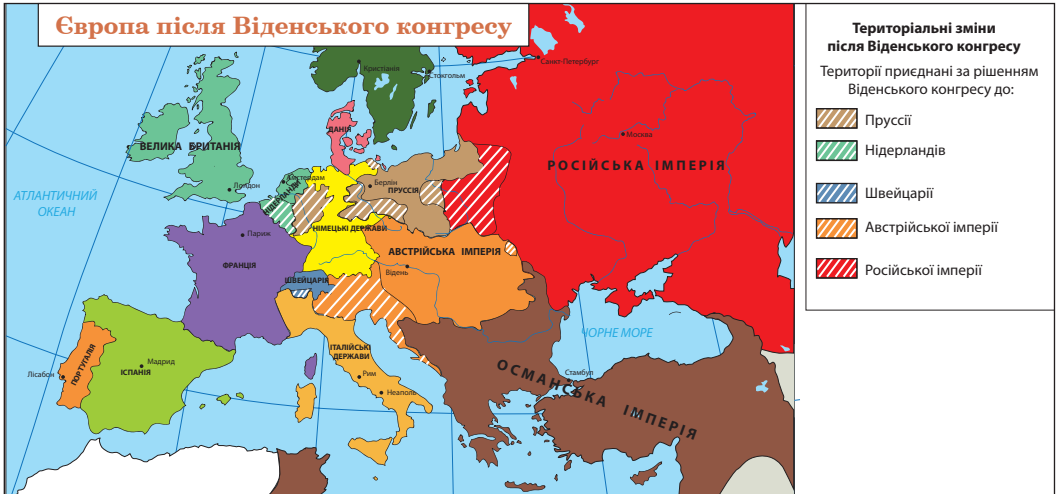 Європа після Віденського конгресу
Територіальні зміни
після Віденського конгресу
Території приєднані за рішенням
Віденського конгресу до:
Пруссії
Нідерландів
Швейцарії
Австрійської імперії
Російської імперії
Кристіанія
Стокгольм
Санкт-Петербург
Москва
РОСІЙСЬКА ІМПЕРІЯ
ДАНІЯ
ВЕЛИКА БРИТАНІЯ
Лондон
Амстердам
НІДЕРЛАНДИ
Берлін
ПРУССІЯ
АТЛАНТИЧНИЙ
ОКЕАН
НІМЕЦЬКІ ДЕРЖАВИ
Париж
ФРАНЦІЯ
АВСТРІЙСЬКА ІМПЕРІЯ
Відень
ШВЕЙЦАРІЯ
ІТАЛІЙСЬКІ
ДЕРЖАВИ
Рим
Неаполь
ЧОРНЕ МОРЕ
Стамбул
ОСМАНСЬКА ІМПЕРІЯ
Мадрид
ІСПАНІЯ
ПОРТУГАЛІЯ
Лісабон